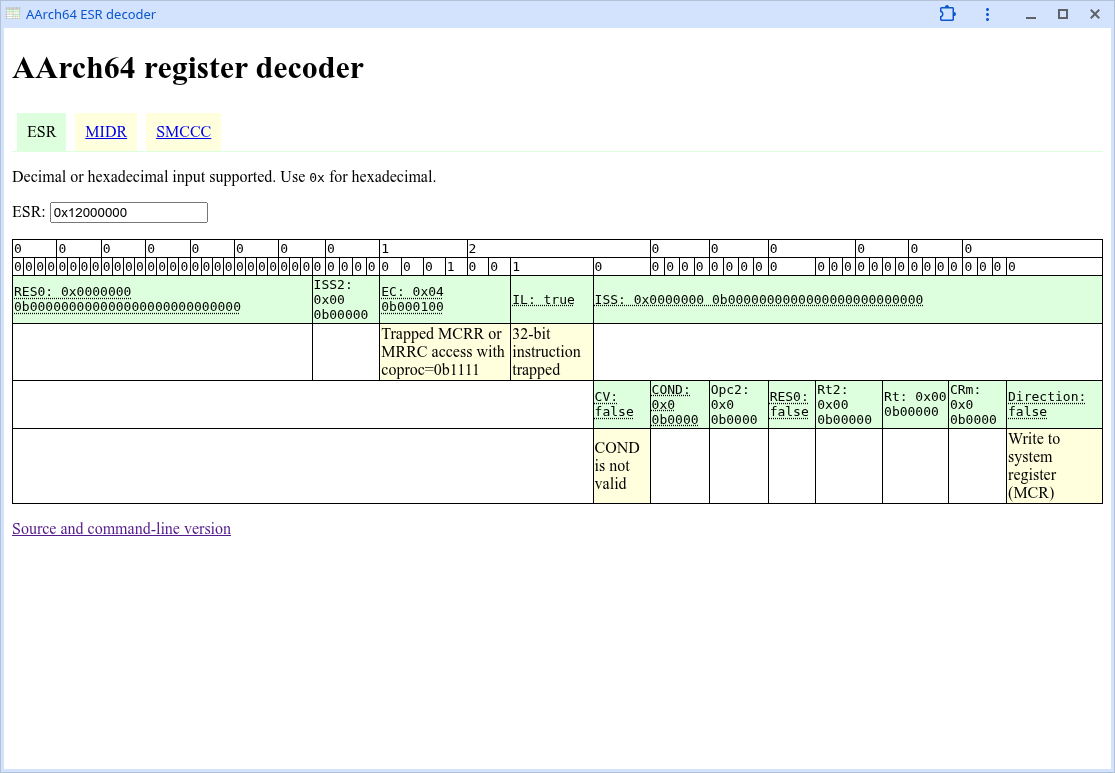 AArch64 ESR decoder
AArch64 register decoder
ESR MIDR SMCCC
Decimal or hexadecimal input supported. Use 0x for hexadecimal.
ESR: 0x12000000
0 0 0 0 0 0 0 0 1 2 0 0 0 0 0 0
0 0 0 0 0 0 0 0 0 0 0 0 0 0 0 0 0 0 0 0 0 0 0 0 0 0 0 0 0 0 0 0 0 0 0 1 0 0 1 0 0 0 0 0 0 0 0 0 0 0 0 0 0 0 0 0 0 0 0 0 0 0 0 0
RES0: 0x0000000
0b000000000000000000000000000
ISS2:
0x00
0b00000
EC: 0x04
0b000100
IL: true
ISS: 0x0000000 0b0000000000000000000000000
Trapped MCRR or
MRRC access with
coproc=0b1111
32-bit
instruction
trapped
CV:
false
COND:
0x0
0b0000
Opc2:
0x0
0b0000
RES0:
false
Rt2:
0x00
0b00000
Rt: 0x00
0b00000
CRm:
0x0
0b0000
Direction:
false
COND
is not
valid
Write to
system
register
(MCR)
Source and command-line version